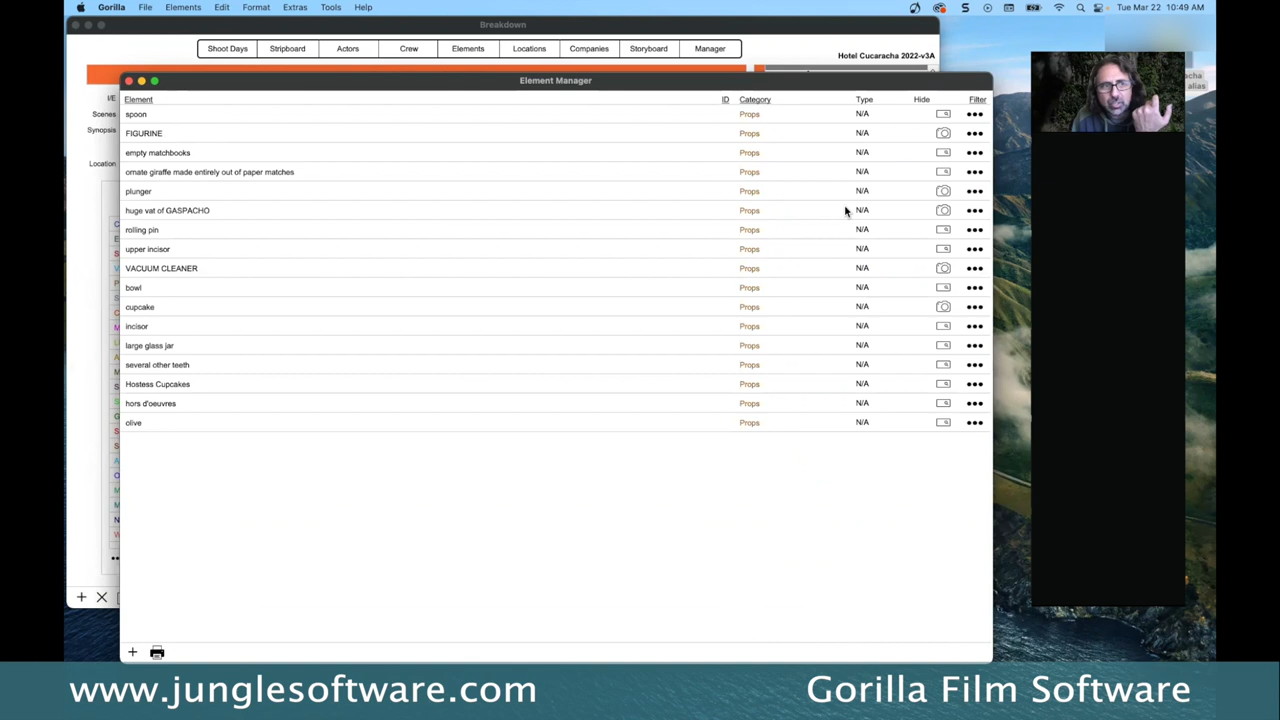 Gorilla File Edit Format Elements Extras Tools Help
Tue Mar 22 10:49 AM
Breakdown
Shoot Days Stripboard Actors Crew Elements Locations Companies Storyboard Manager
Hotel Cucaracha 2022-v3A
I/E
Scenes
Synopsis
Location
Element Manager
Element ID Category Type Hide Filter
spoon Props N/A
FIGURINE Props N/A
empty matchbooks Props N/A
ornate giraffe made entirely out of paper matches Props N/A
plunger Props N/A
huge vat of GASPACHO Props N/A
rolling pin Props N/A
upper incisor Props N/A
VACUUM CLEANER Props N/A
bowl Props N/A
cupcake Props N/A
incisor Props N/A
large glass jar Props N/A
several other teeth Props N/A
Hostess Cupcakes Props N/A
hors d'oeuvres Props N/A
olive Props N/A
acha
alias
www.junglesoftware.com
Gorilla Film Software